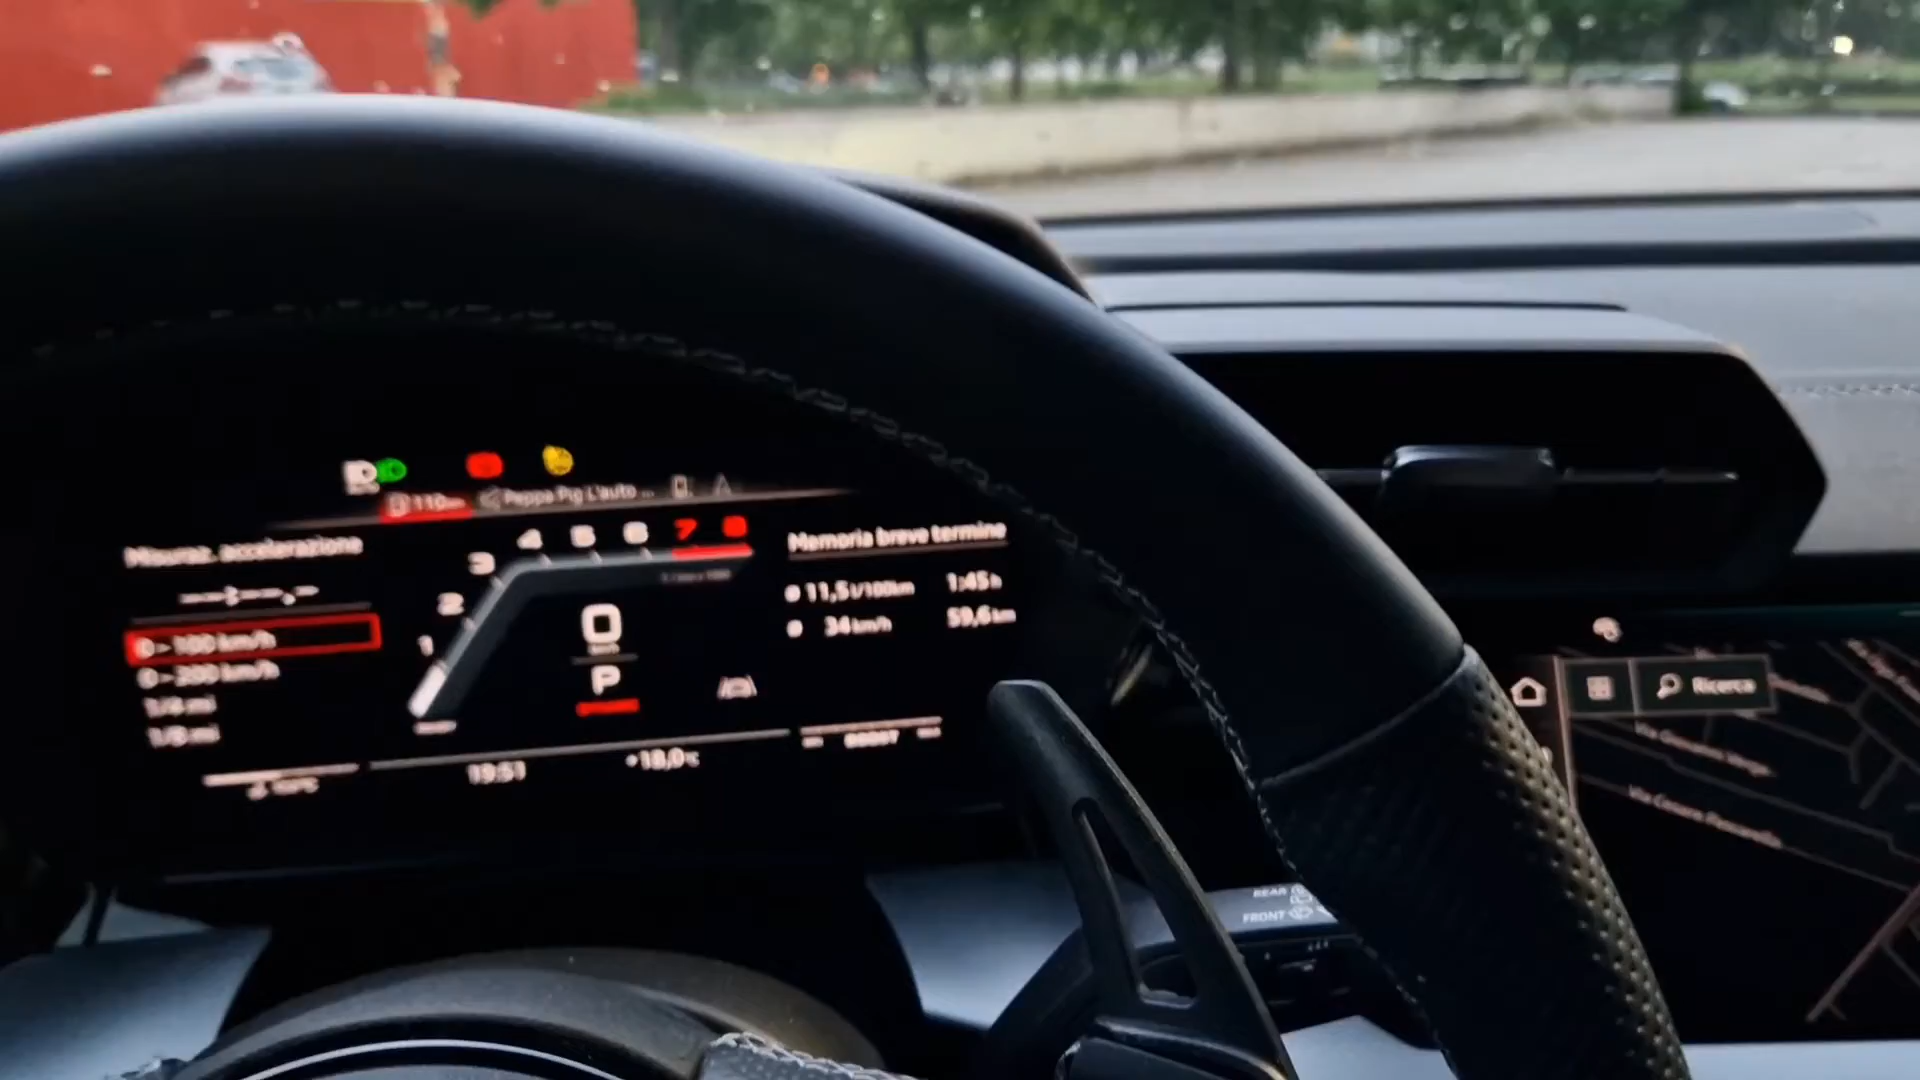 110km
Peppa Pig L'auto ...
Misuraz. accelerazione
--:--.-
0 - 100 km/h
0 - 200 km/h
1/4 mi
1/8 mi
1 2 3 4 5 6 7 8
0
km/h
P
Memoria breve termine
ø 11,5 l/100km 1:45h
ø 34 km/h 59,6 km
19:51
+18,0°C
REAR
FRONT
Ricerca